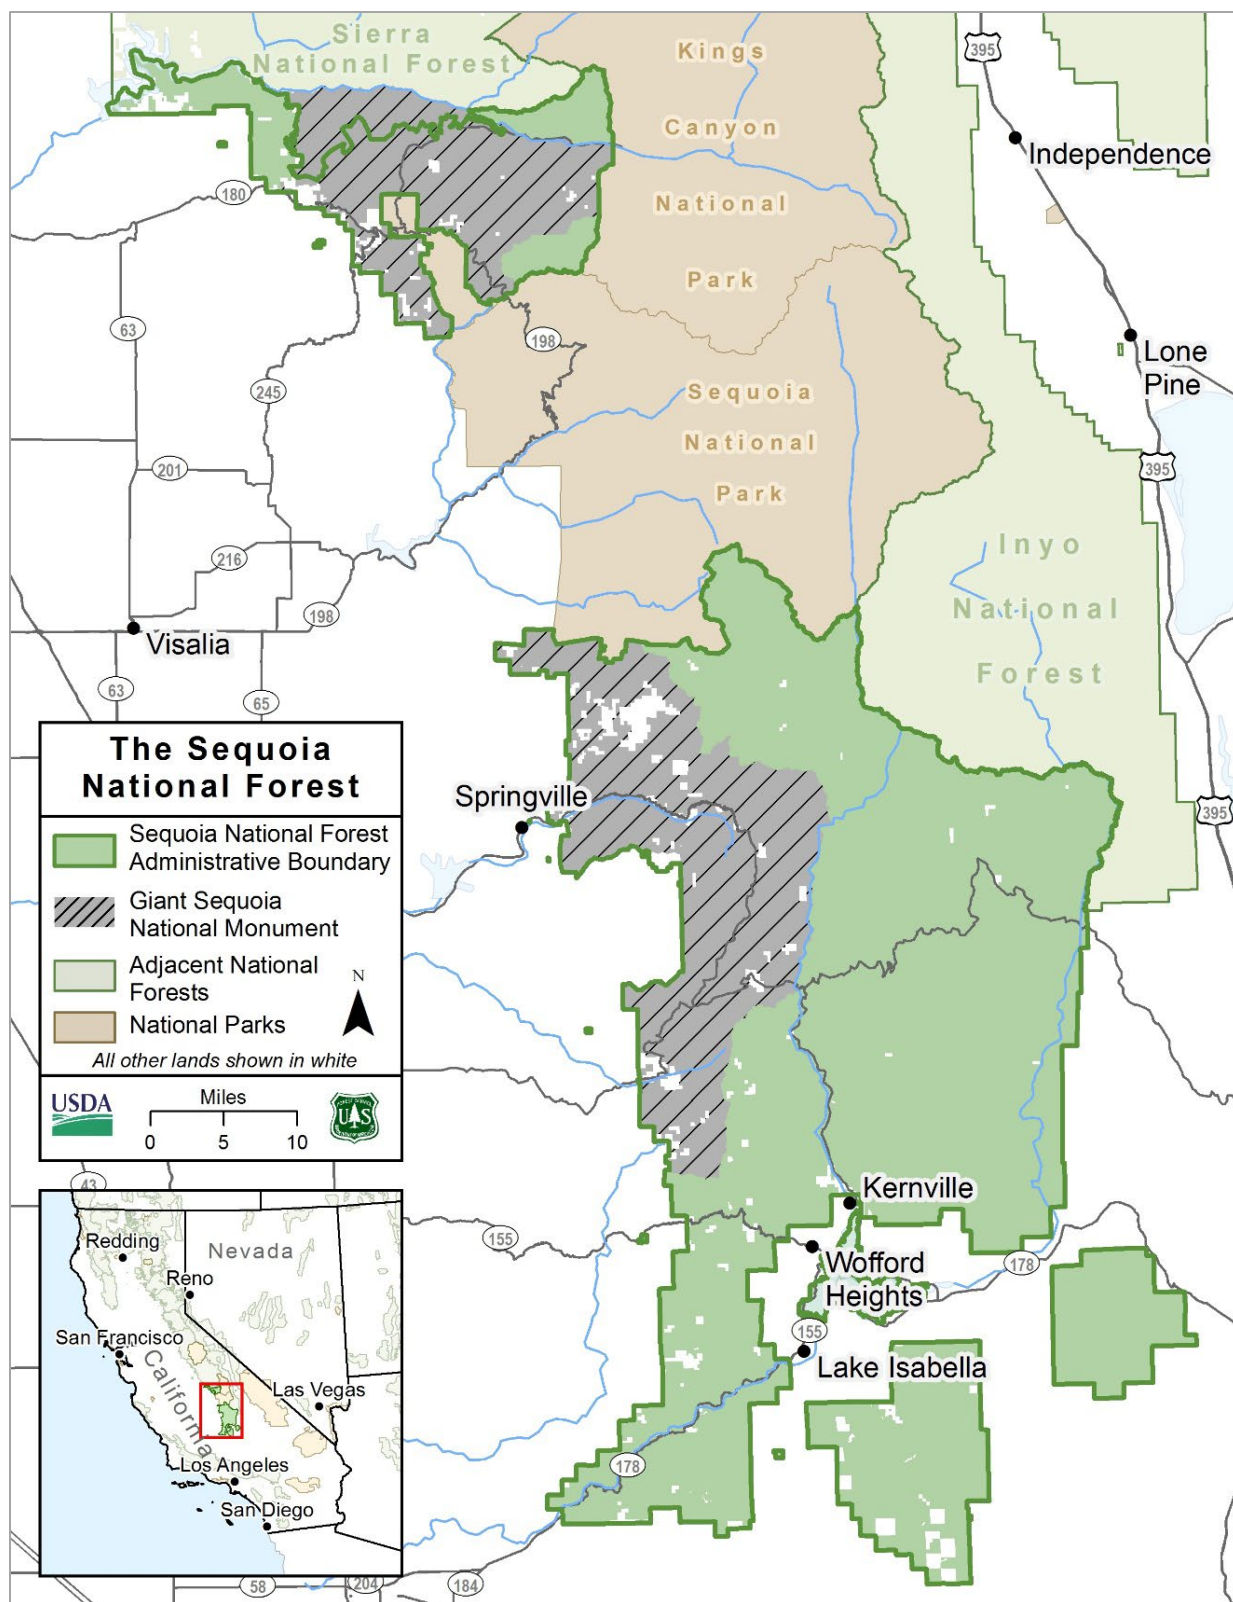 Sierra
National Forest
Kings
Canyon
National
Park
395
Independence
180
63
198
Lone
Pine
245
Sequoia
National
Park
395
201
216
Inyo
National
Forest
198
Visalia
63
65
The Sequoia
National Forest
Sequoia National Forest
Administrative Boundary
Giant Sequoia
National Monument
Adjacent National
Forests
N
National Parks
All other lands shown in white
USDA
Miles
0 5 10
U S
Springville
395
43
155
Kernville
Wofford
Heights
178
155
Lake Isabella
178
Redding
Nevada
Reno
San Francisco
California
Las Vegas
Los Angeles
San Diego
58
204
184